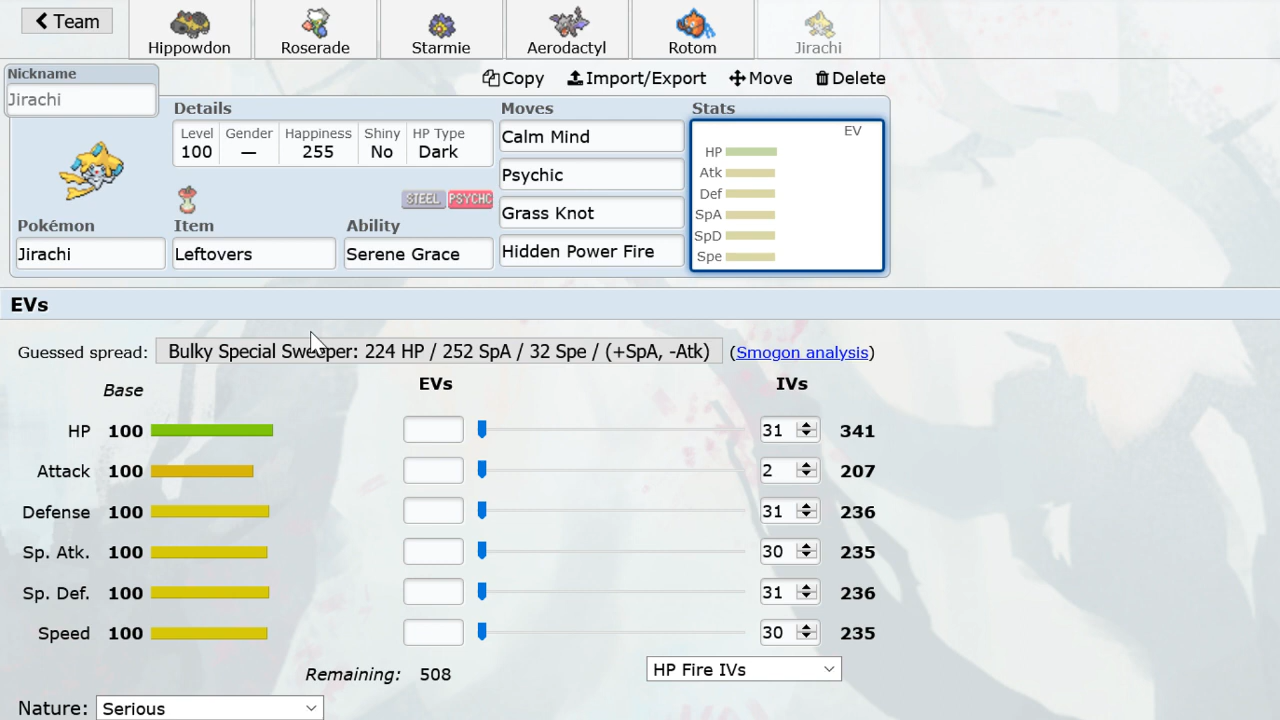 Team
Hippowdon
Roserade
Starmie
Aerodactyl
Rotom
Jirachi
Copy
Import/Export
Move
Delete
Nickname
Jirachi
Details
Level
100
Gender
—
Happiness
255
Shiny
No
HP Type
Dark
STEEL
PSYCHC
Pokémon
Jirachi
Item
Leftovers
Ability
Serene Grace
Moves
Calm Mind
Psychic
Grass Knot
Hidden Power Fire
Stats
EV
HP
Atk
Def
SpA
SpD
Spe
EVs
Guessed spread: Bulky Special Sweeper: 224 HP / 252 SpA / 32 Spe / (+SpA, -Atk) (Smogon analysis)
Base EVs IVs
HP 100 31 341
Attack 100 2 207
Defense 100 31 236
Sp. Atk. 100 30 235
Sp. Def. 100 31 236
Speed 100 30 235
Remaining: 508 HP Fire IVs
Nature: Serious